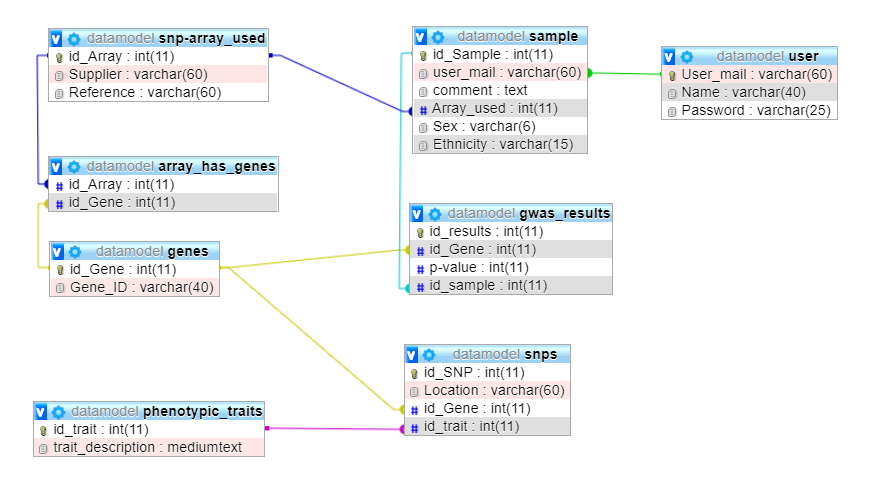 datamodel snp-array_used
id_Array : int(11)
Supplier : varchar(60)
Reference : varchar(60)
datamodel sample
id_Sample : int(11)
user_mail : varchar(60)
comment : text
# Array_used : int(11)
Sex : varchar(6)
Ethnicity : varchar(15)
datamodel user
User_mail : varchar(60)
Name : varchar(40)
Password : varchar(25)
datamodel array_has_genes
# id_Array : int(11)
# id_Gene : int(11)
datamodel genes
id_Gene : int(11)
Gene_ID : varchar(40)
datamodel gwas_results
id_results : int(11)
# id_Gene : int(11)
# p-value : int(11)
# id_sample : int(11)
datamodel snps
id_SNP : int(11)
Location : varchar(60)
# id_Gene : int(11)
# id_trait : int(11)
datamodel phenotypic_traits
id_trait : int(11)
trait_description : mediumtext